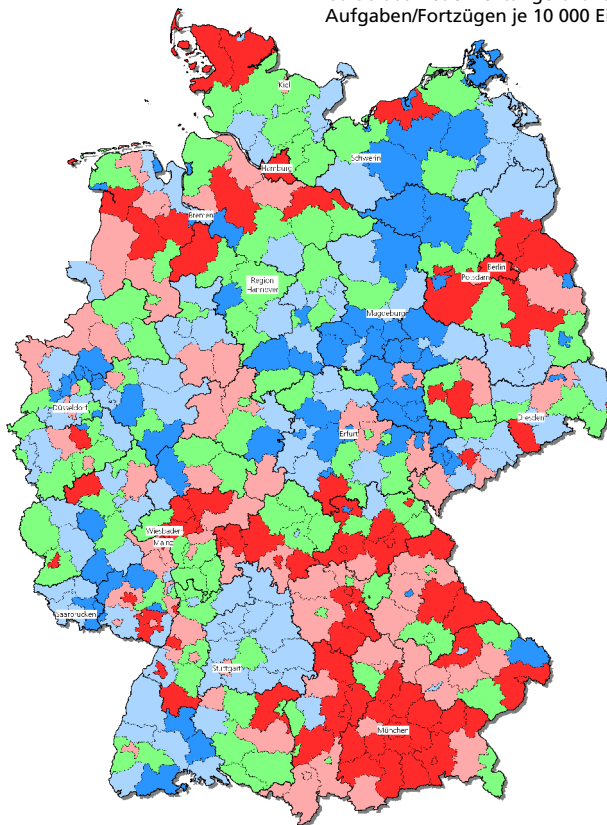 Aufgaben/Fortzügen je 10 000 Ei
Kiel
Schwerin
Hamburg
Bremen
Berlin
Potsdam
Region
Hannover
Magdeburg
Düsseldorf
Dresden
Erfurt
Wiesbaden
Mainz
Saarbrücken
Stuttgart
München